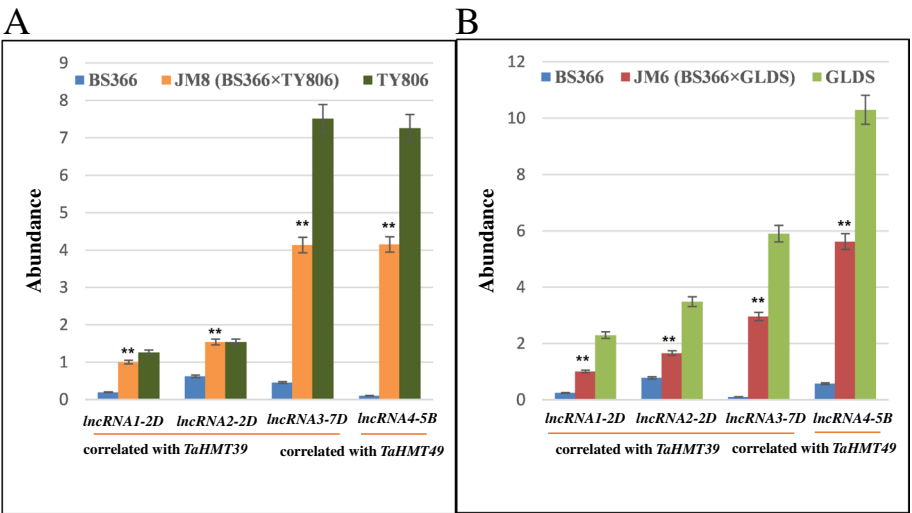 A
BS366 JM8 (BS366×TY806) TY806
Abundance
9
8
7
6
5
4
3
2
1
0
** ** ** **
lncRNA1-2D lncRNA2-2D lncRNA3-7D lncRNA4-5B
correlated with TaHMT39 correlated with TaHMT49
B
BS366 JM6 (BS366×GLDS) GLDS
Abundance
12
10
8
6
4
2
0
** ** ** **
lncRNA1-2D lncRNA2-2D lncRNA3-7D lncRNA4-5B
correlated with TaHMT39 correlated with TaHMT49